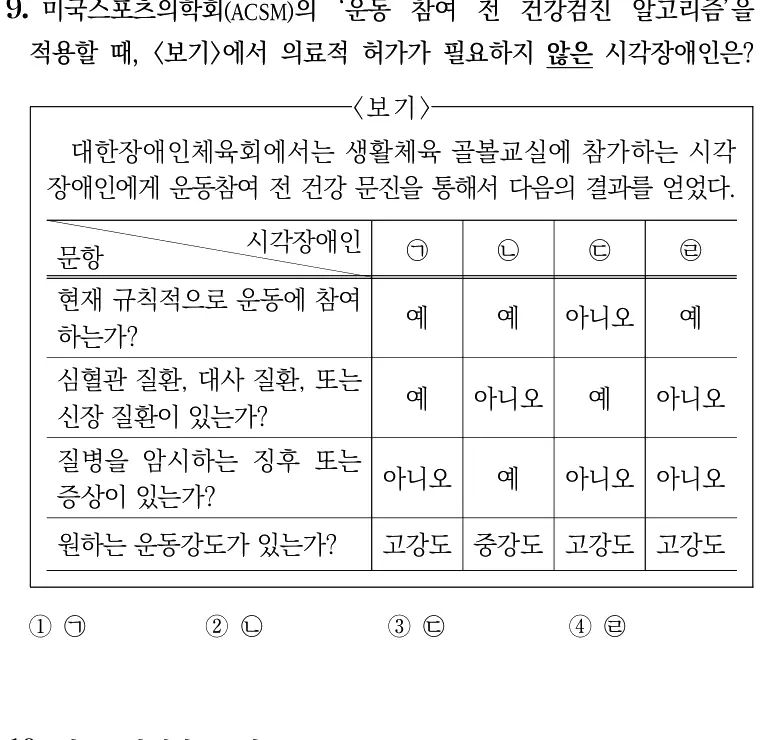 9. 미국스포츠의학회(ACSM)의 '운동 참여 전 건강검진 알고리즘'을
적용할 때, 〈보기〉에서 의료적 허가가 필요하지 않은 시각장애인은?
〈보기〉
대한장애인체육회에서는 생활체육 골볼교실에 참가하는 시각
장애인에게 운동참여 전 건강 문진을 통해서 다음의 결과를 얻었다.
시각장애인
문항 ㉠ ㉡ ㉢ ㉣
현재 규칙적으로 운동에 참여
하는가? 예 예 아니오 예
심혈관 질환, 대사 질환, 또는
신장 질환이 있는가? 예 아니오 예 아니오
질병을 암시하는 징후 또는
증상이 있는가? 아니오 예 아니오 아니오
원하는 운동강도가 있는가? 고강도 중강도 고강도 고강도
① ㉠ ② ㉡ ③ ㉢ ④ ㉣